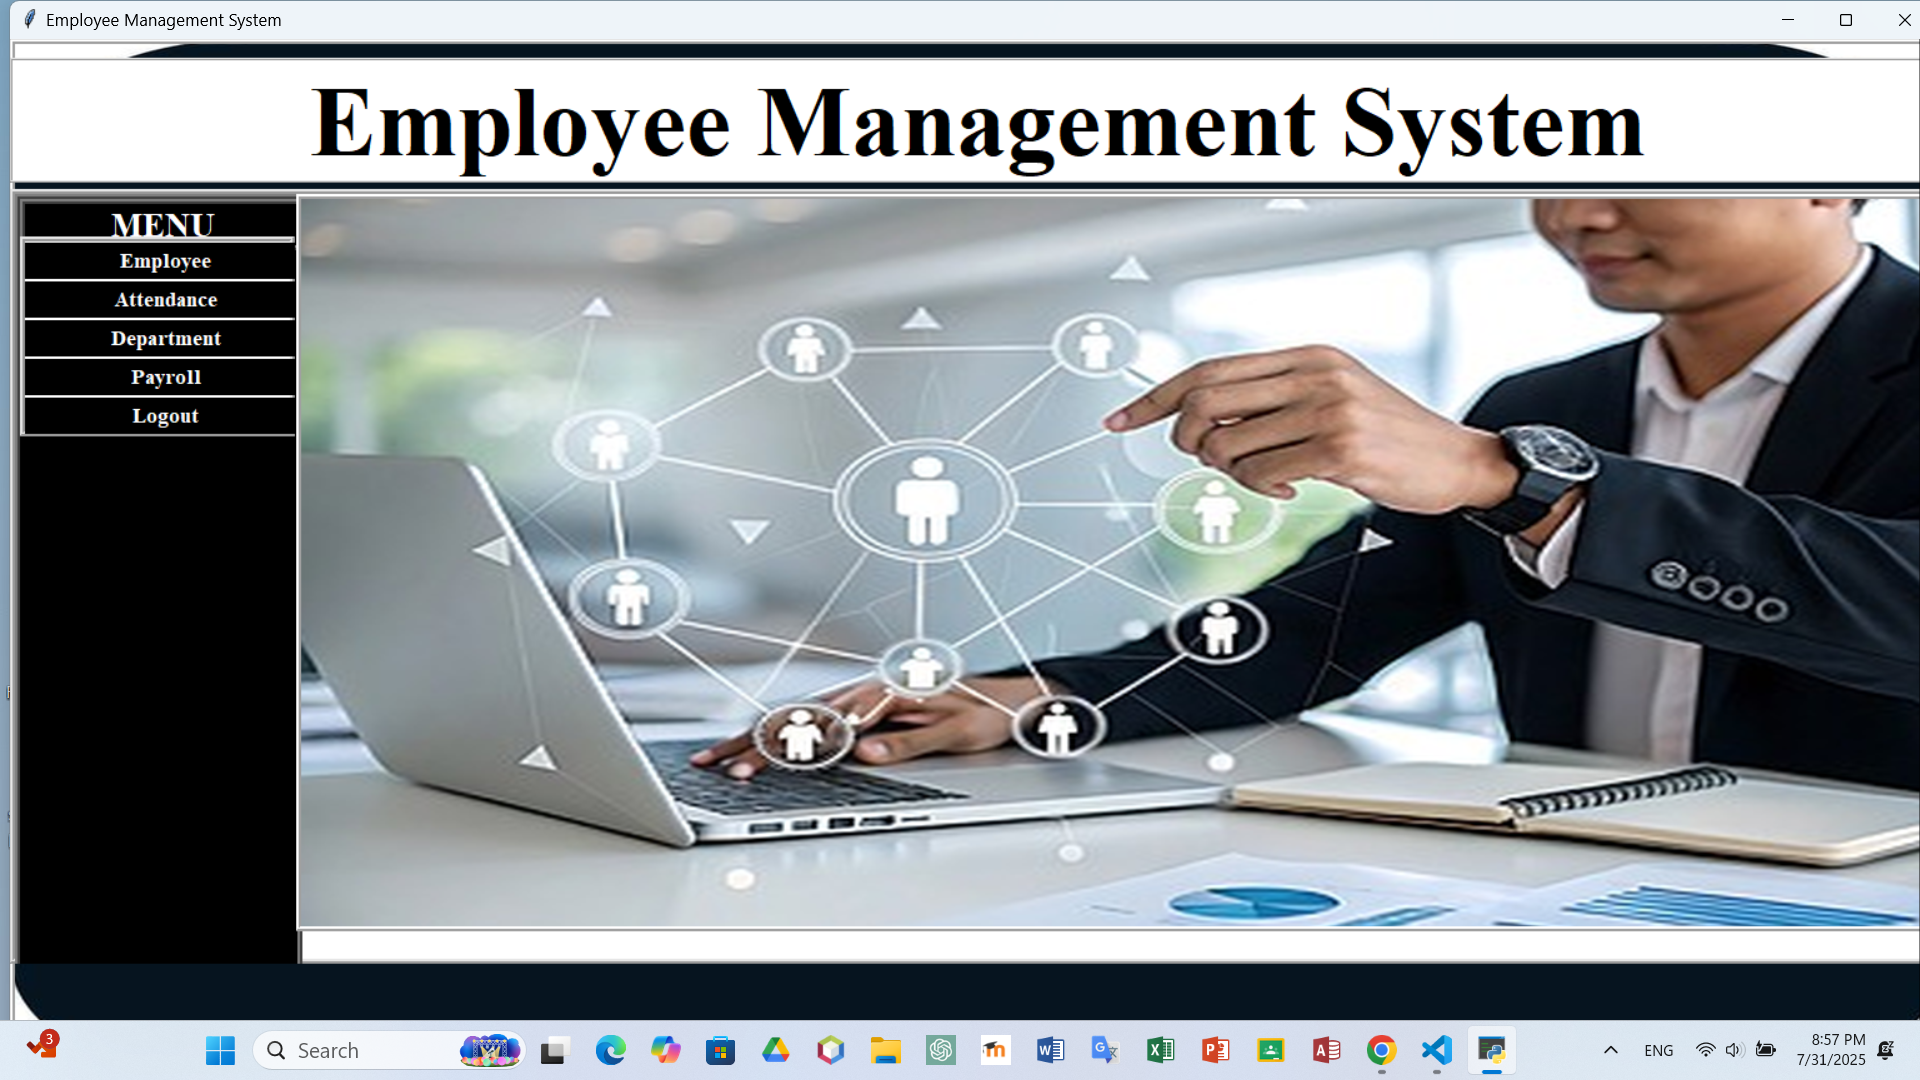 Employee Management System
Employee Management System
MENU
Employee
Attendance
Department
Payroll
Logout
3
Search
ENG
8:57 PM
7/31/2025